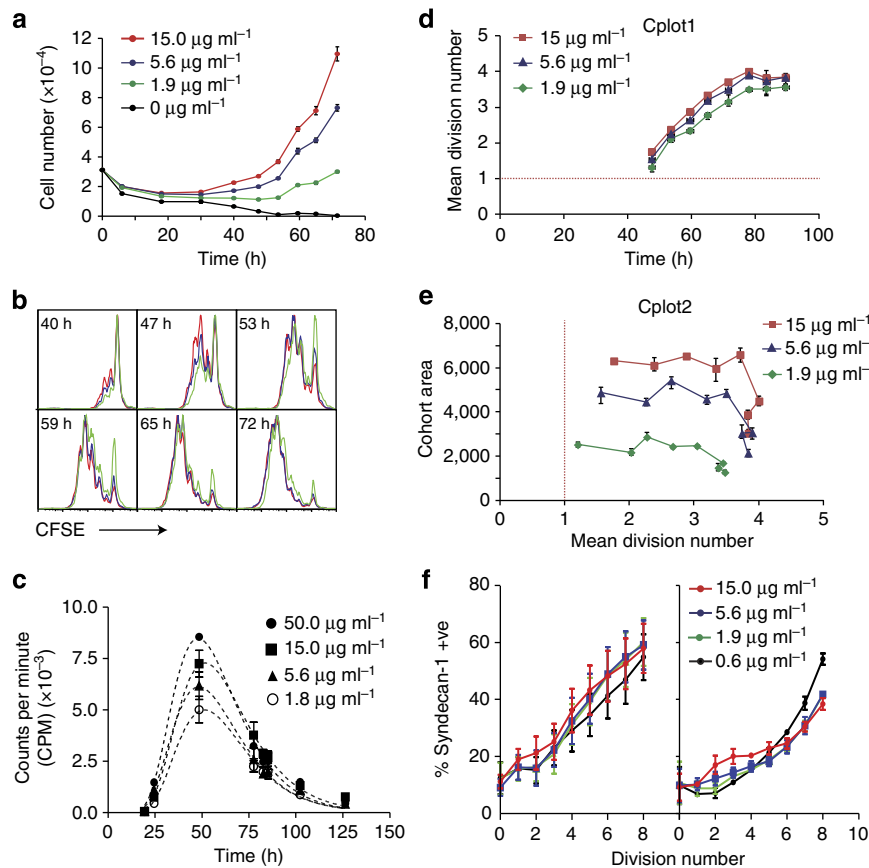 a
15.0 µg ml⁻¹
5.6 µg ml⁻¹
1.9 µg ml⁻¹
0 µg ml⁻¹
Cell number (×10⁻⁴)
12
10
8
6
4
2
0
0 20 40 60 80
Time (h)
b
40 h
47 h
53 h
59 h
65 h
72 h
CFSE
c
50.0 µg ml⁻¹
15.0 µg ml⁻¹
5.6 µg ml⁻¹
1.8 µg ml⁻¹
Counts per minute
(CPM) (×10⁻³)
10.0
7.5
5.0
2.5
0.0
0 25 50 75 100 125 150
Time (h)
d
Cplot1
15 µg ml⁻¹
5.6 µg ml⁻¹
1.9 µg ml⁻¹
Mean division number
5
4
3
2
1
0
0 20 40 60 80 100
Time (h)
e
Cplot2
15 µg ml⁻¹
5.6 µg ml⁻¹
1.9 µg ml⁻
Cohort area
8,000
6,000
4,000
2,000
0
0 1 2 3 4 5
Mean division number
f
15.0 µg ml⁻¹
5.6 µg ml⁻¹
1.9 µg ml⁻¹
0.6 µg ml⁻¹
% Syndecan-1 +ve
80
60
40
20
0
0 2 4 6 8
0 2 4 6 8 10
Division number